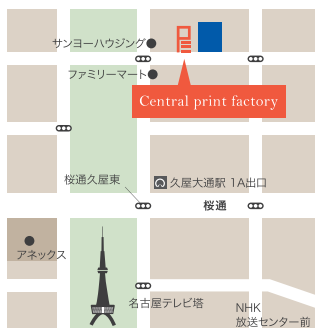 サンヨーハウジング
ファミリーマート
Central print factory
桜通久屋東
久屋大通駅 1A出口
桜通
アネックス
名古屋テレビ塔
NHK
放送センター前